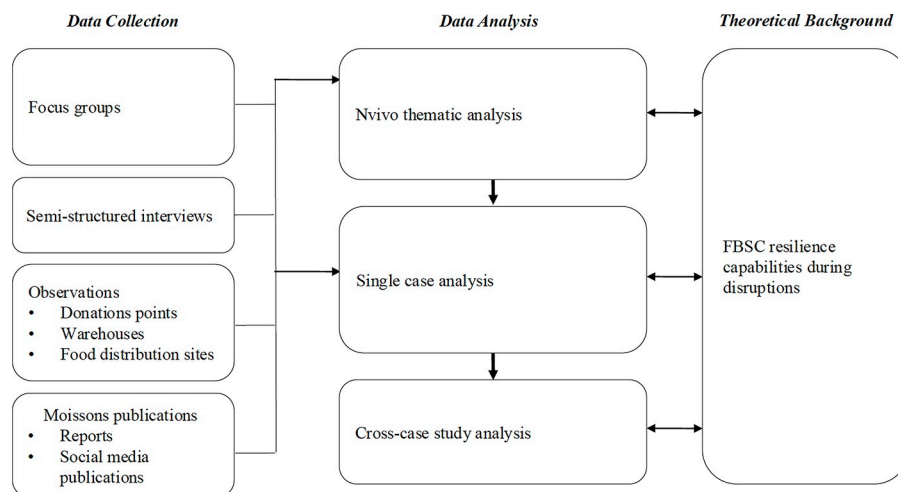 Data Collection
Data Analysis
Theoretical Background
Focus groups
Semi-structured interviews
Observations
• Donations points
• Warehouses
• Food distribution sites
Moissons publications
• Reports
• Social media
publications
Nvivo thematic analysis
Single case analysis
Cross-case study analysis
FBSC resilience
capabilities during
disruptions